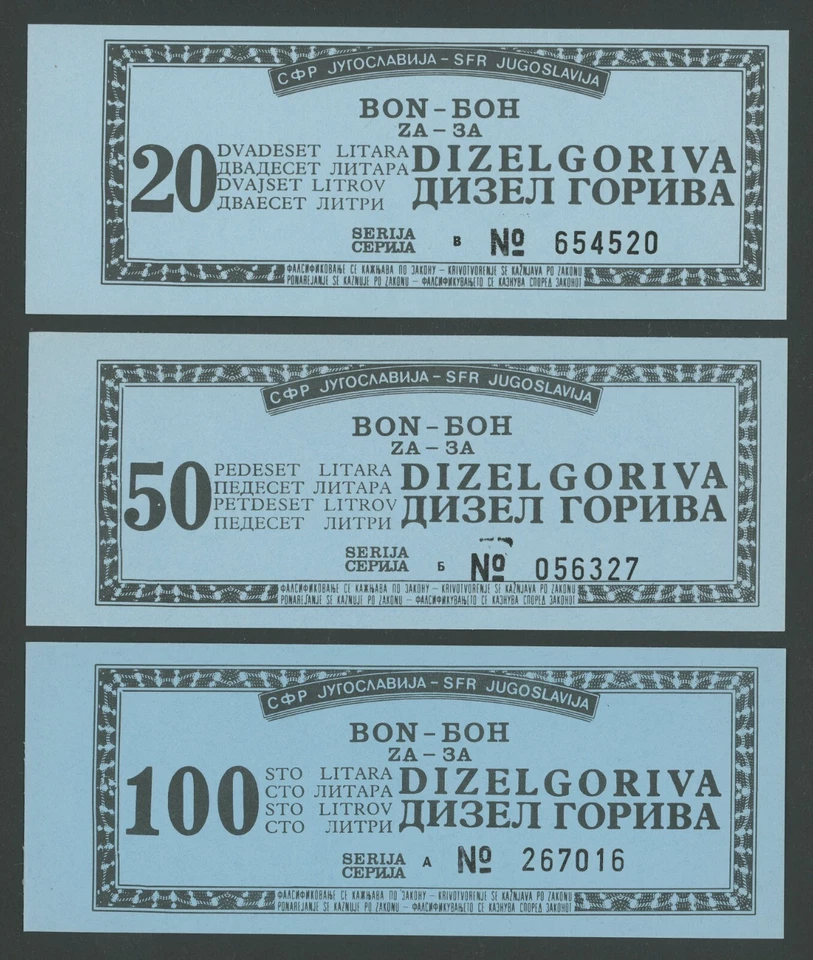 СФР ЈУГОСЛАВИЈА – SFR JUGOSLAVIJA
BON – БОН
ZA – ЗА
20
DVADESET LITARA
ДВАДЕСЕТ ЛИТАРА
DVAJSET LITROV
ДВАЕСЕТ ЛИТРИ
DIZEL GORIVA
ДИЗЕЛ ГОРИВА
SERIJA
СЕРИЈА
В № 654520
ФАЛСИФИКОВАЊЕ СЕ КАЖЊАВА ПО ЗАКОНУ – KRIVOTVORENJE SE KAŽNJAVA PO ZAKONU
PONAREJANJE SE KAZNUJE PO ZAKONU – ФАЛСИФИКУВАЊЕТО СЕ КАЗНУВА СПОРЕД ЗАКОНОТ
СФР ЈУГОСЛАВИЈА – SFR JUGOSLAVIJA
BON – БОН
ZA – ЗА
50
PEDESET LITARA
ПЕДЕСЕТ ЛИТАРА
PETDESET LITROV
ПЕДЕСЕТ ЛИТРИ
DIZEL GORIVA
ДИЗЕЛ ГОРИВА
SERIJA
СЕРИЈА
Б № 056327
ФАЛСИФИКОВАЊЕ СЕ КАЖЊАВА ПО ЗАКОНУ – KRIVOTVORENJE SE KAŽNJAVA PO ZAKONU
PONAREJANJE SE KAZNUJE PO ZAKONU – ФАЛСИФИКУВАЊЕТО СЕ КАЗНУВА СПОРЕД ЗАКОНОТ
СФР ЈУГОСЛАВИЈА – SFR JUGOSLAVIJA
BON – БОН
ZA – ЗА
100
STO LITARA
СТО ЛИТАРА
STO LITROV
СТО ЛИТРИ
DIZEL GORIVA
ДИЗЕЛ ГОРИВА
SERIJA
СЕРИЈА
А № 267016
ФАЛСИФИКОВАЊЕ СЕ КАЖЊАВА ПО ЗАКОНУ – KRIVOTVORENJE SE KAŽNJAVA PO ZAKONU
PONAREJANJE SE KAZNUJE PO ZAKONU – ФАЛСИФИКУВАЊЕТО СЕ КАЗНУВА СПОРЕД ЗАКОНОТ